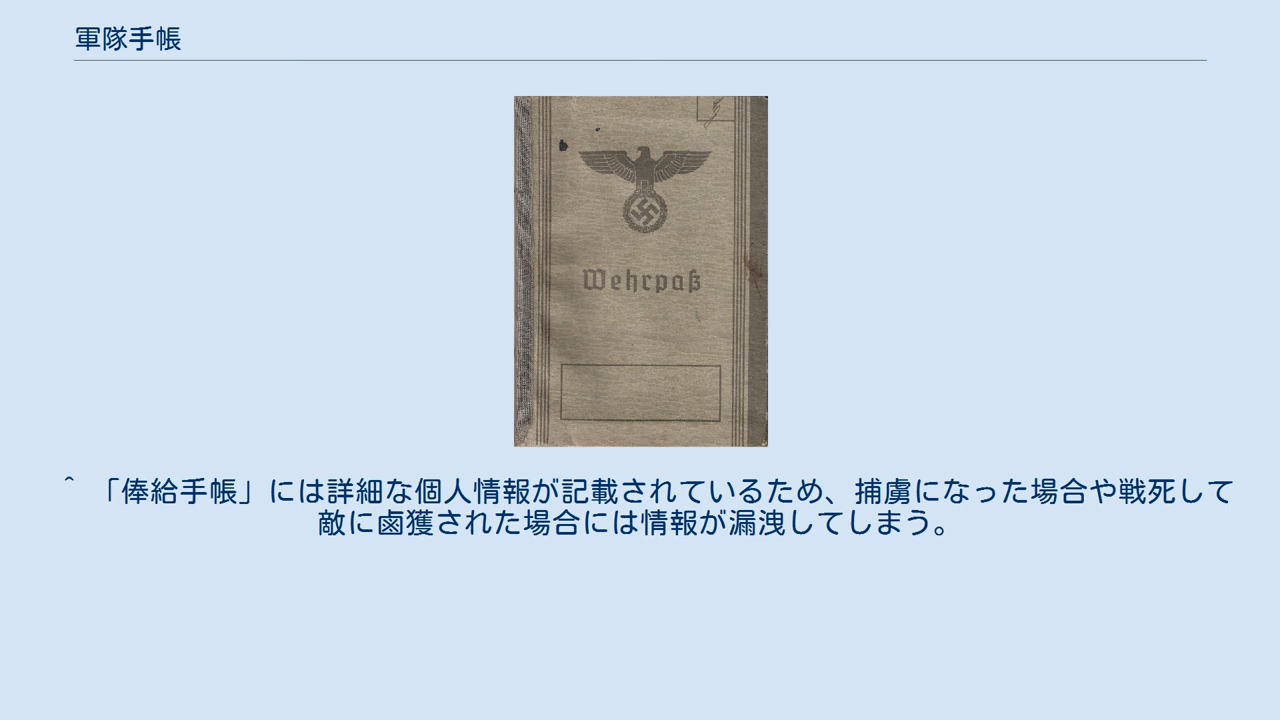 軍隊手帳
Wehrpaß
^ 「俸給手帳」には詳細な個人情報が記載されているため、捕虜になった場合や戦死して
敵に鹵獲された場合には情報が漏洩してしまう。